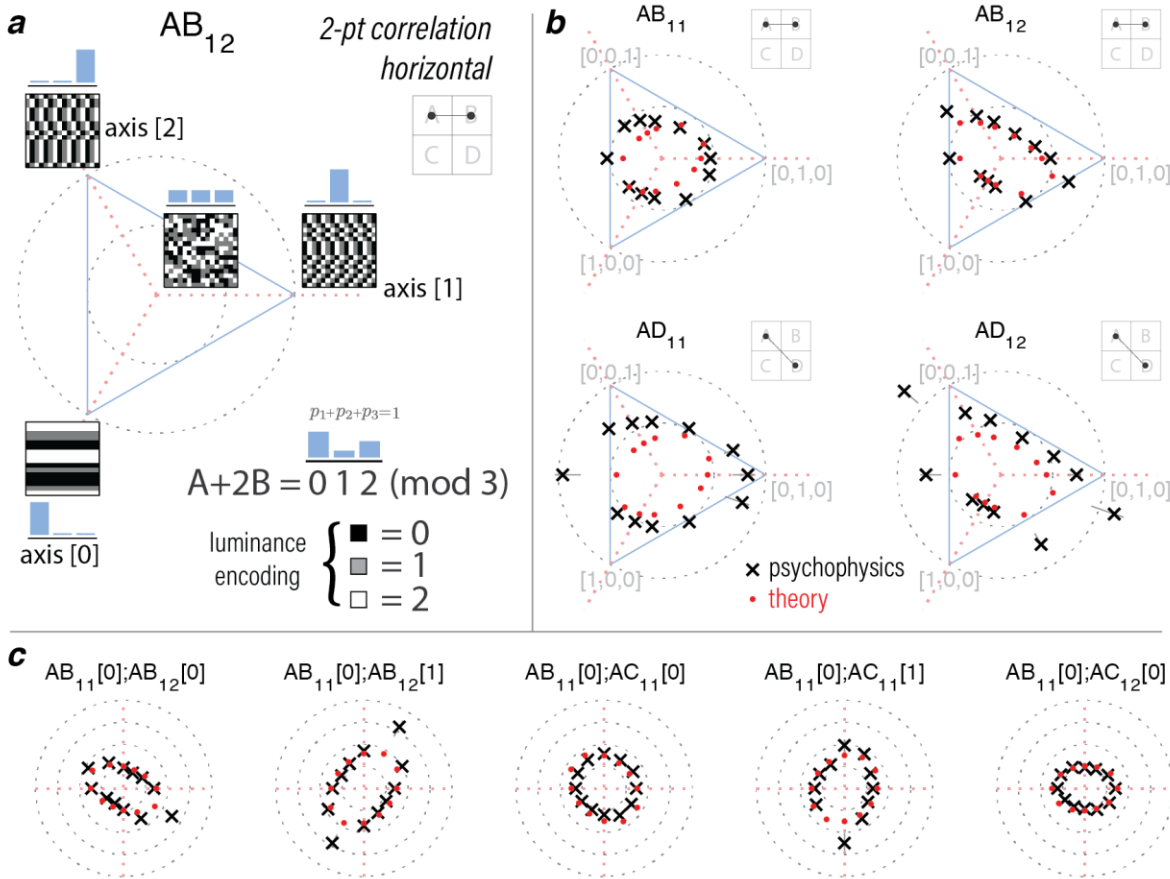 a
AB12
2-pt correlation
horizontal
A B
C D
axis [2]
axis [1]
axis [0]
p1+p2+p3=1
A+2B = 0 1 2 (mod 3)
luminance
encoding
{
= 0
= 1
= 2
b
AB11
A B
C D
[0,0,1]
[0,1,0]
[1,0,0]
AB12
A B
C D
[0,0,1]
[0,1,0]
[1,0,0]
AD11
A B
C D
[0,0,1]
[0,1,0]
[1,0,0]
AD12
A B
C D
[0,0,1]
[0,1,0]
[1,0,0]
× psychophysics
• theory
c
AB11[0];AB12[0]
AB11[0];AB12[1]
AB11[0];AC11[0]
AB11[0];AC11[1]
AB11[0];AC12[0]